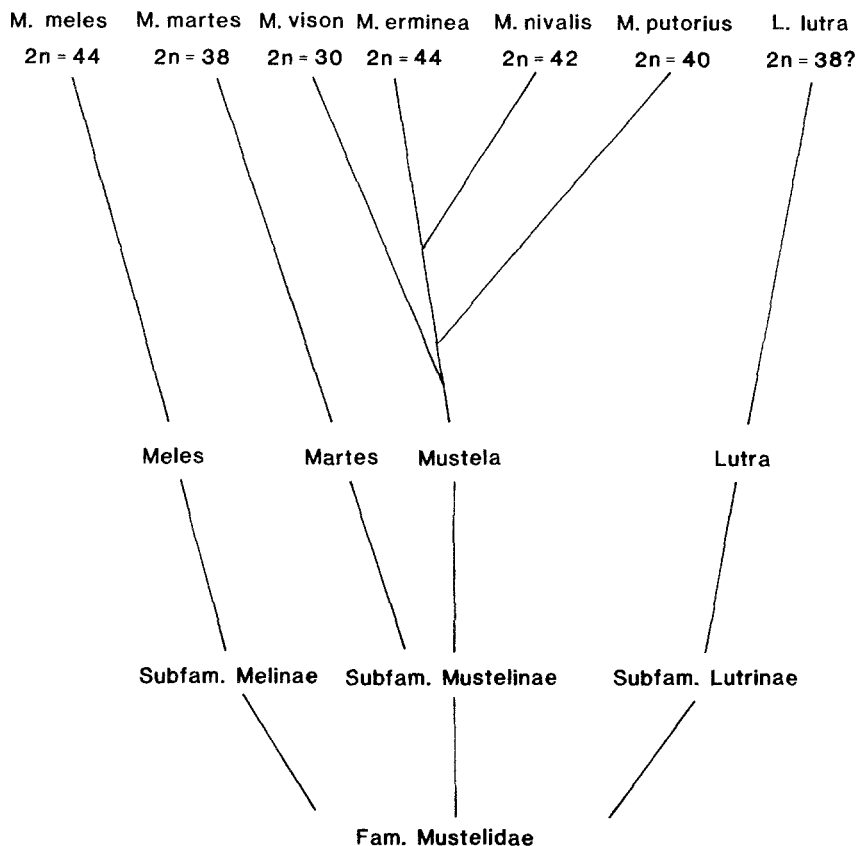 M. meles M. martes M. vison M. erminea M. nivalis M. putorius L. lutra
2n = 44 2n = 38 2n = 30 2n = 44 2n = 42 2n = 40 2n = 38?
Meles Martes Mustela Lutra
Subfam. Melinae Subfam. Mustelinae Subfam. Lutrinae
Fam. Mustelidae